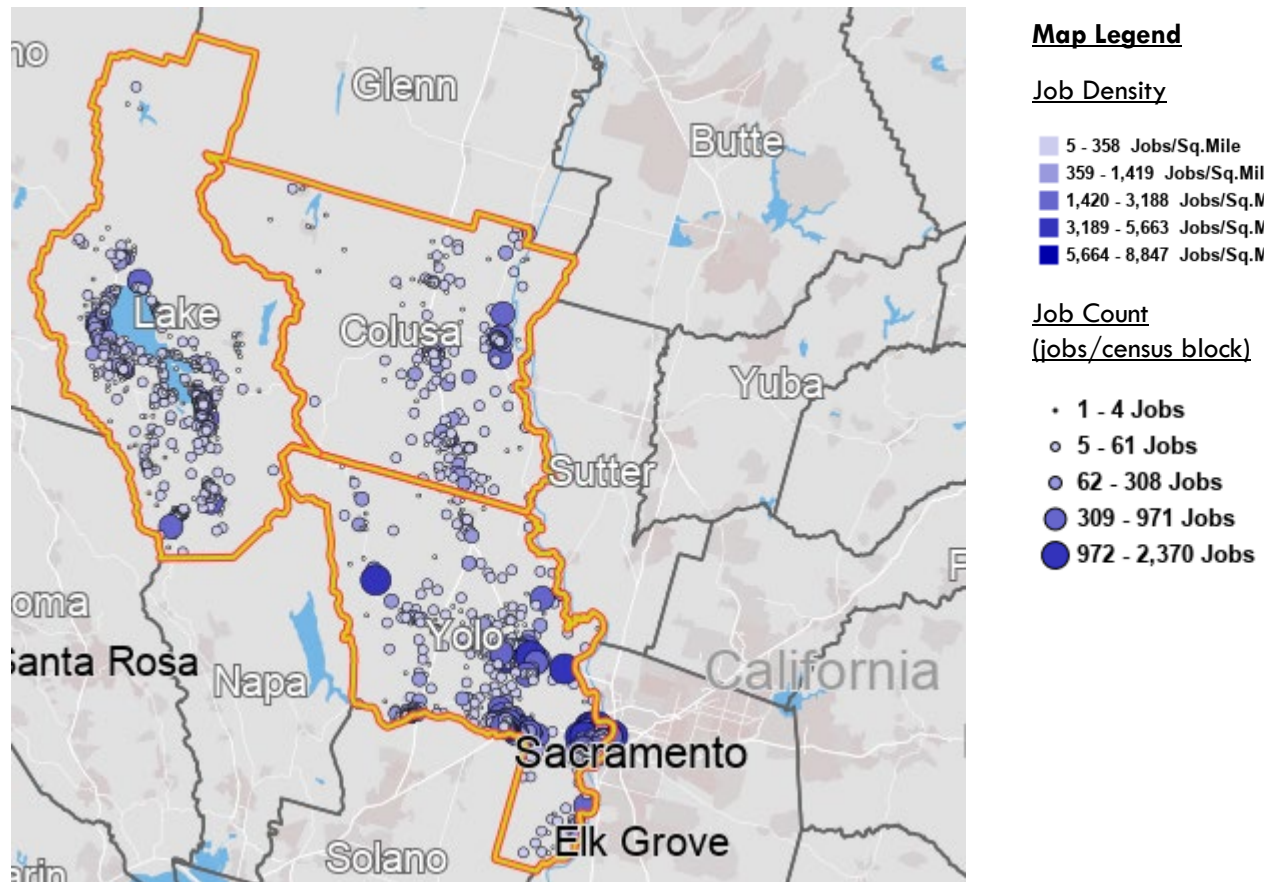 no
Glenn
Butte
Lake
Colusa
Yuba
Sutter
oma
Santa Rosa
Napa
Yolo
California
Sacramento
Elk Grove
Solano
arin
Map Legend
Job Density
5 - 358 Jobs/Sq.Mile
359 - 1,419 Jobs/Sq.Mil
1,420 - 3,188 Jobs/Sq.M
3,189 - 5,663 Jobs/Sq.M
5,664 - 8,847 Jobs/Sq.M
Job Count
(jobs/census block)
1 - 4 Jobs
5 - 61 Jobs
62 - 308 Jobs
309 - 971 Jobs
972 - 2,370 Jobs